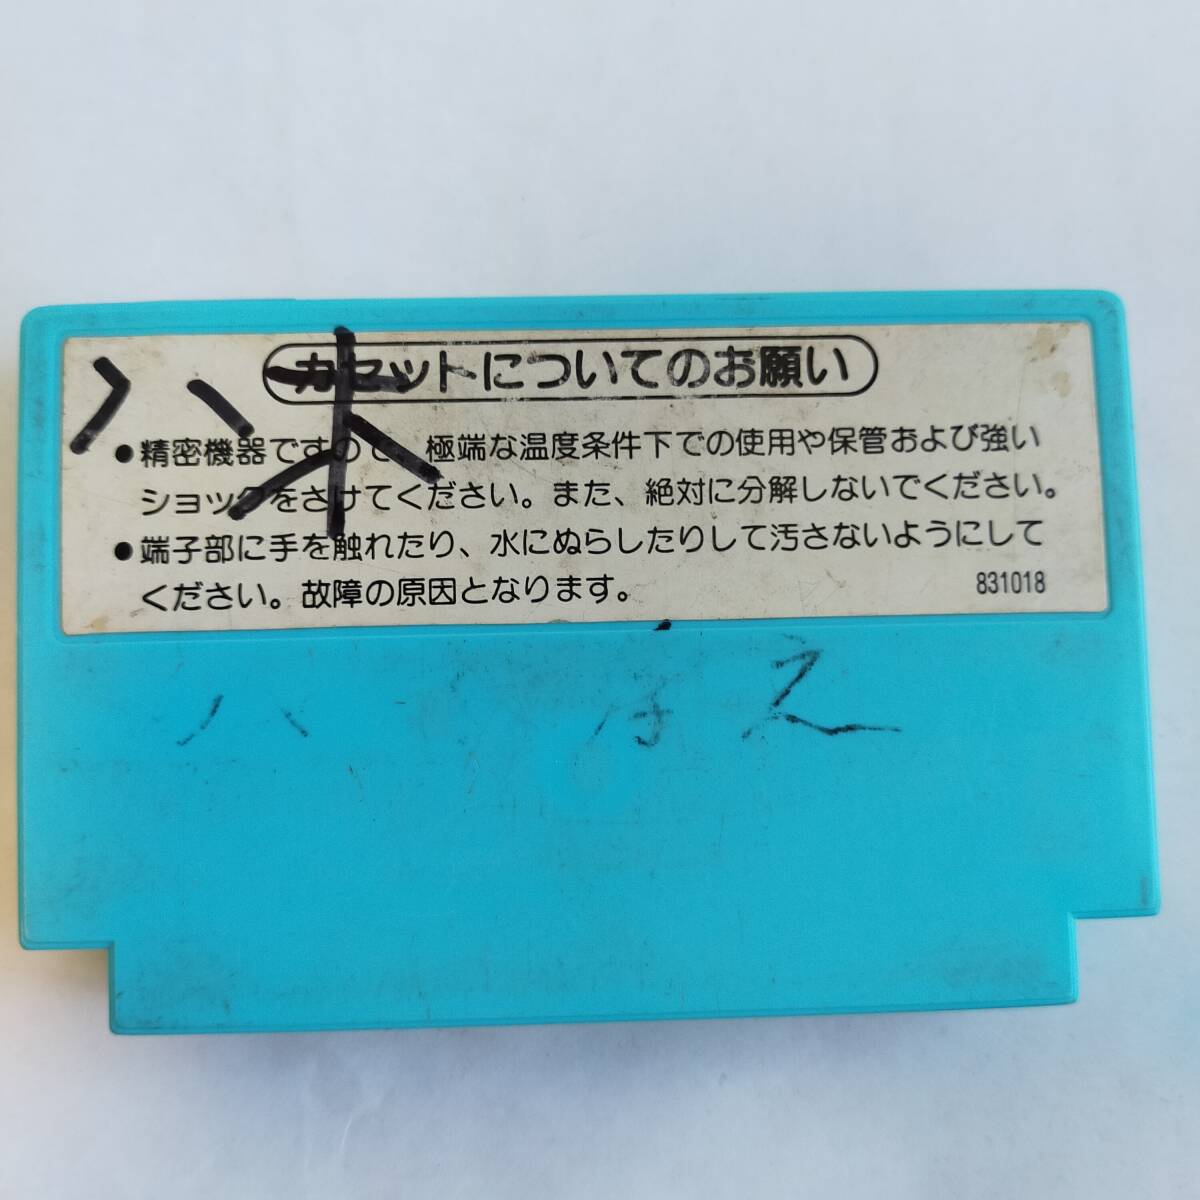 八木
カセットについてのお願い
●精密機器ですので、極端な温度条件下での使用や保管および強い
ショックをさけてください。また、絶対に分解しないでください。
●端子部に手を触れたり、水にぬらしたりして汚さないようにして
ください。故障の原因となります。
831018